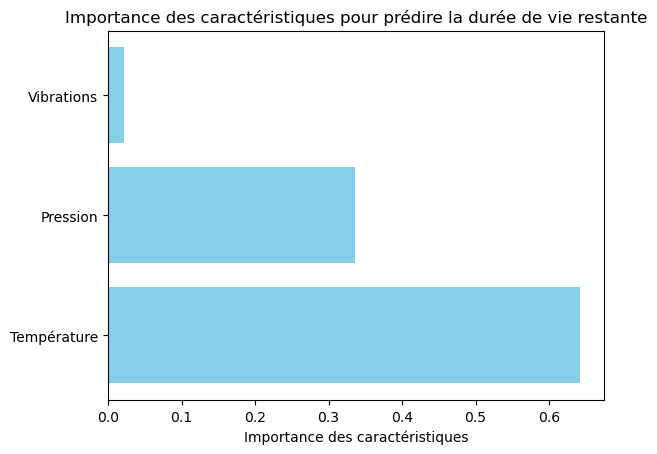 Importance des caractéristiques pour prédire la durée de vie restante
Vibrations
Pression
Température
0.0 0.1 0.2 0.3 0.4 0.5 0.6
Importance des caractéristiques